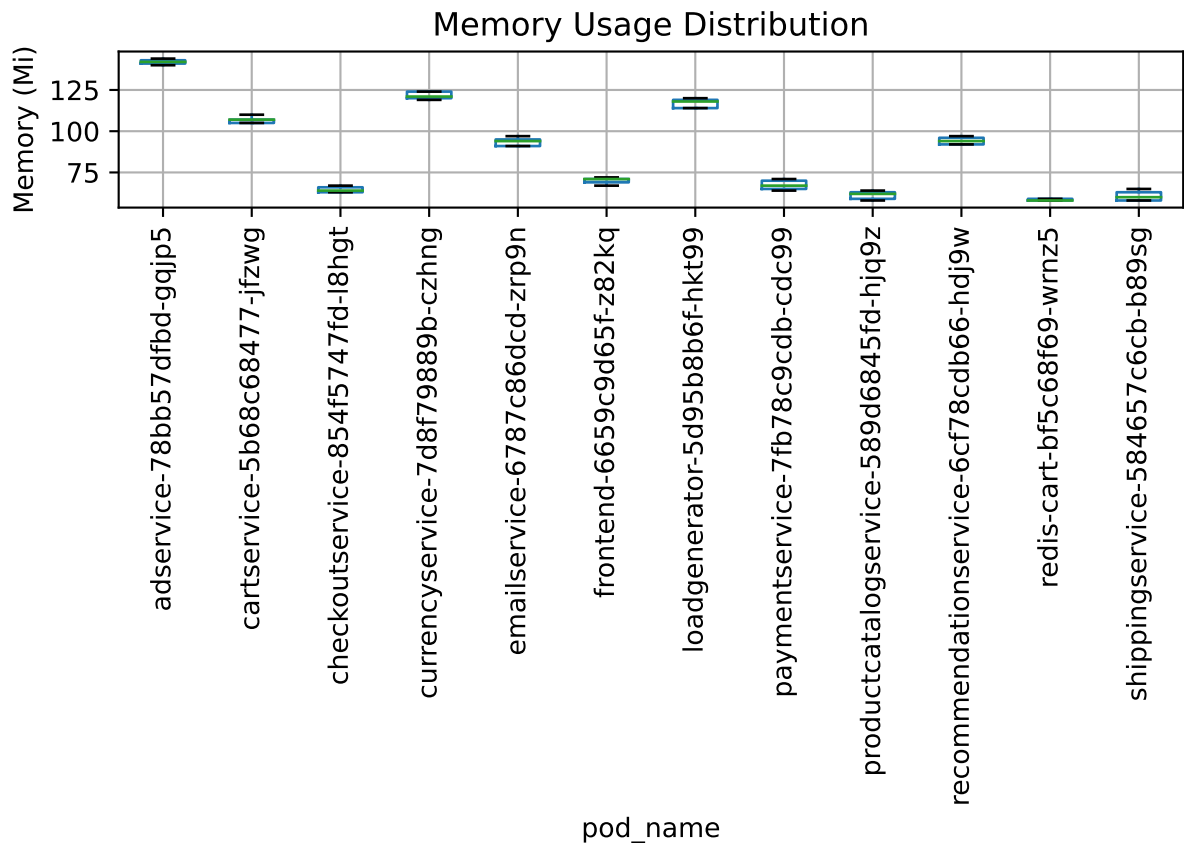 Memory Usage Distribution
Memory (Mi)
125
100
75
adservice-78bb57dfbd-gqjp5
cartservice-5b68c68477-jfzwg
checkoutservice-854f5747fd-l8hgt
currencyservice-7d8f79889b-czhng
emailservice-6787c86dcd-zrp9n
frontend-6659c9d65f-z82kq
loadgenerator-5d95b8b6f-hkt99
paymentservice-7fb78c9cdb-cdc99
productcatalogservice-589d6845fd-hjq9z
recommendationservice-6cf78cdb66-hdj9w
redis-cart-bf5c68f69-wrnz5
shippingservice-584657c6cb-b89sg
pod_name